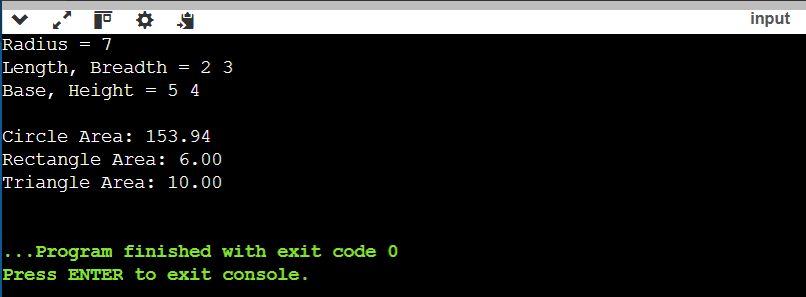 input
Radius = 7
Length, Breadth = 2 3
Base, Height = 5 4
Circle Area: 153.94
Rectangle Area: 6.00
Triangle Area: 10.00
...Program finished with exit code 0
Press ENTER to exit console.